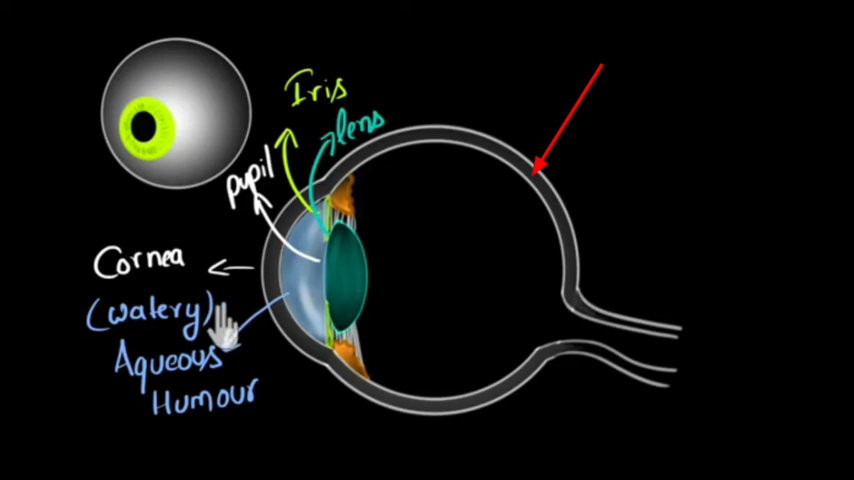 Iris
lens
pupil
Cornea
(watery)
Aqueous
Humour